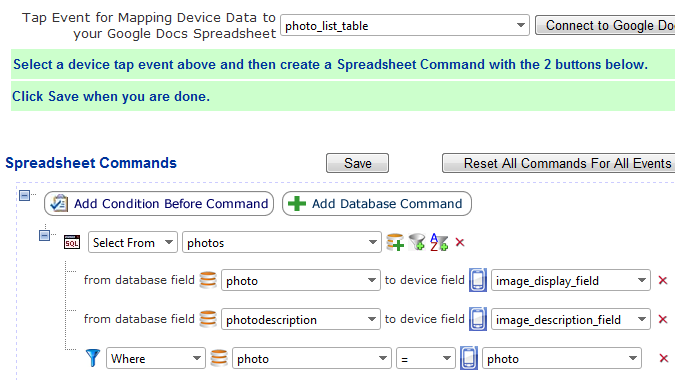 Tap Event for Mapping Device Data to your Google Docs Spreadsheet
photo_list_table
Connect to Google Do
Select a device tap event above and then create a Spreadsheet Command with the 2 buttons below.
Click Save when you are done.
Spreadsheet Commands
Save
Reset All Commands For All Events
Add Condition Before Command
Add Database Command
SQL
Select From
photos
A
Z
from database field
photo
to device field
image_display_field
from database field
photodescription
to device field
image_description_field
Where
photo
=
photo